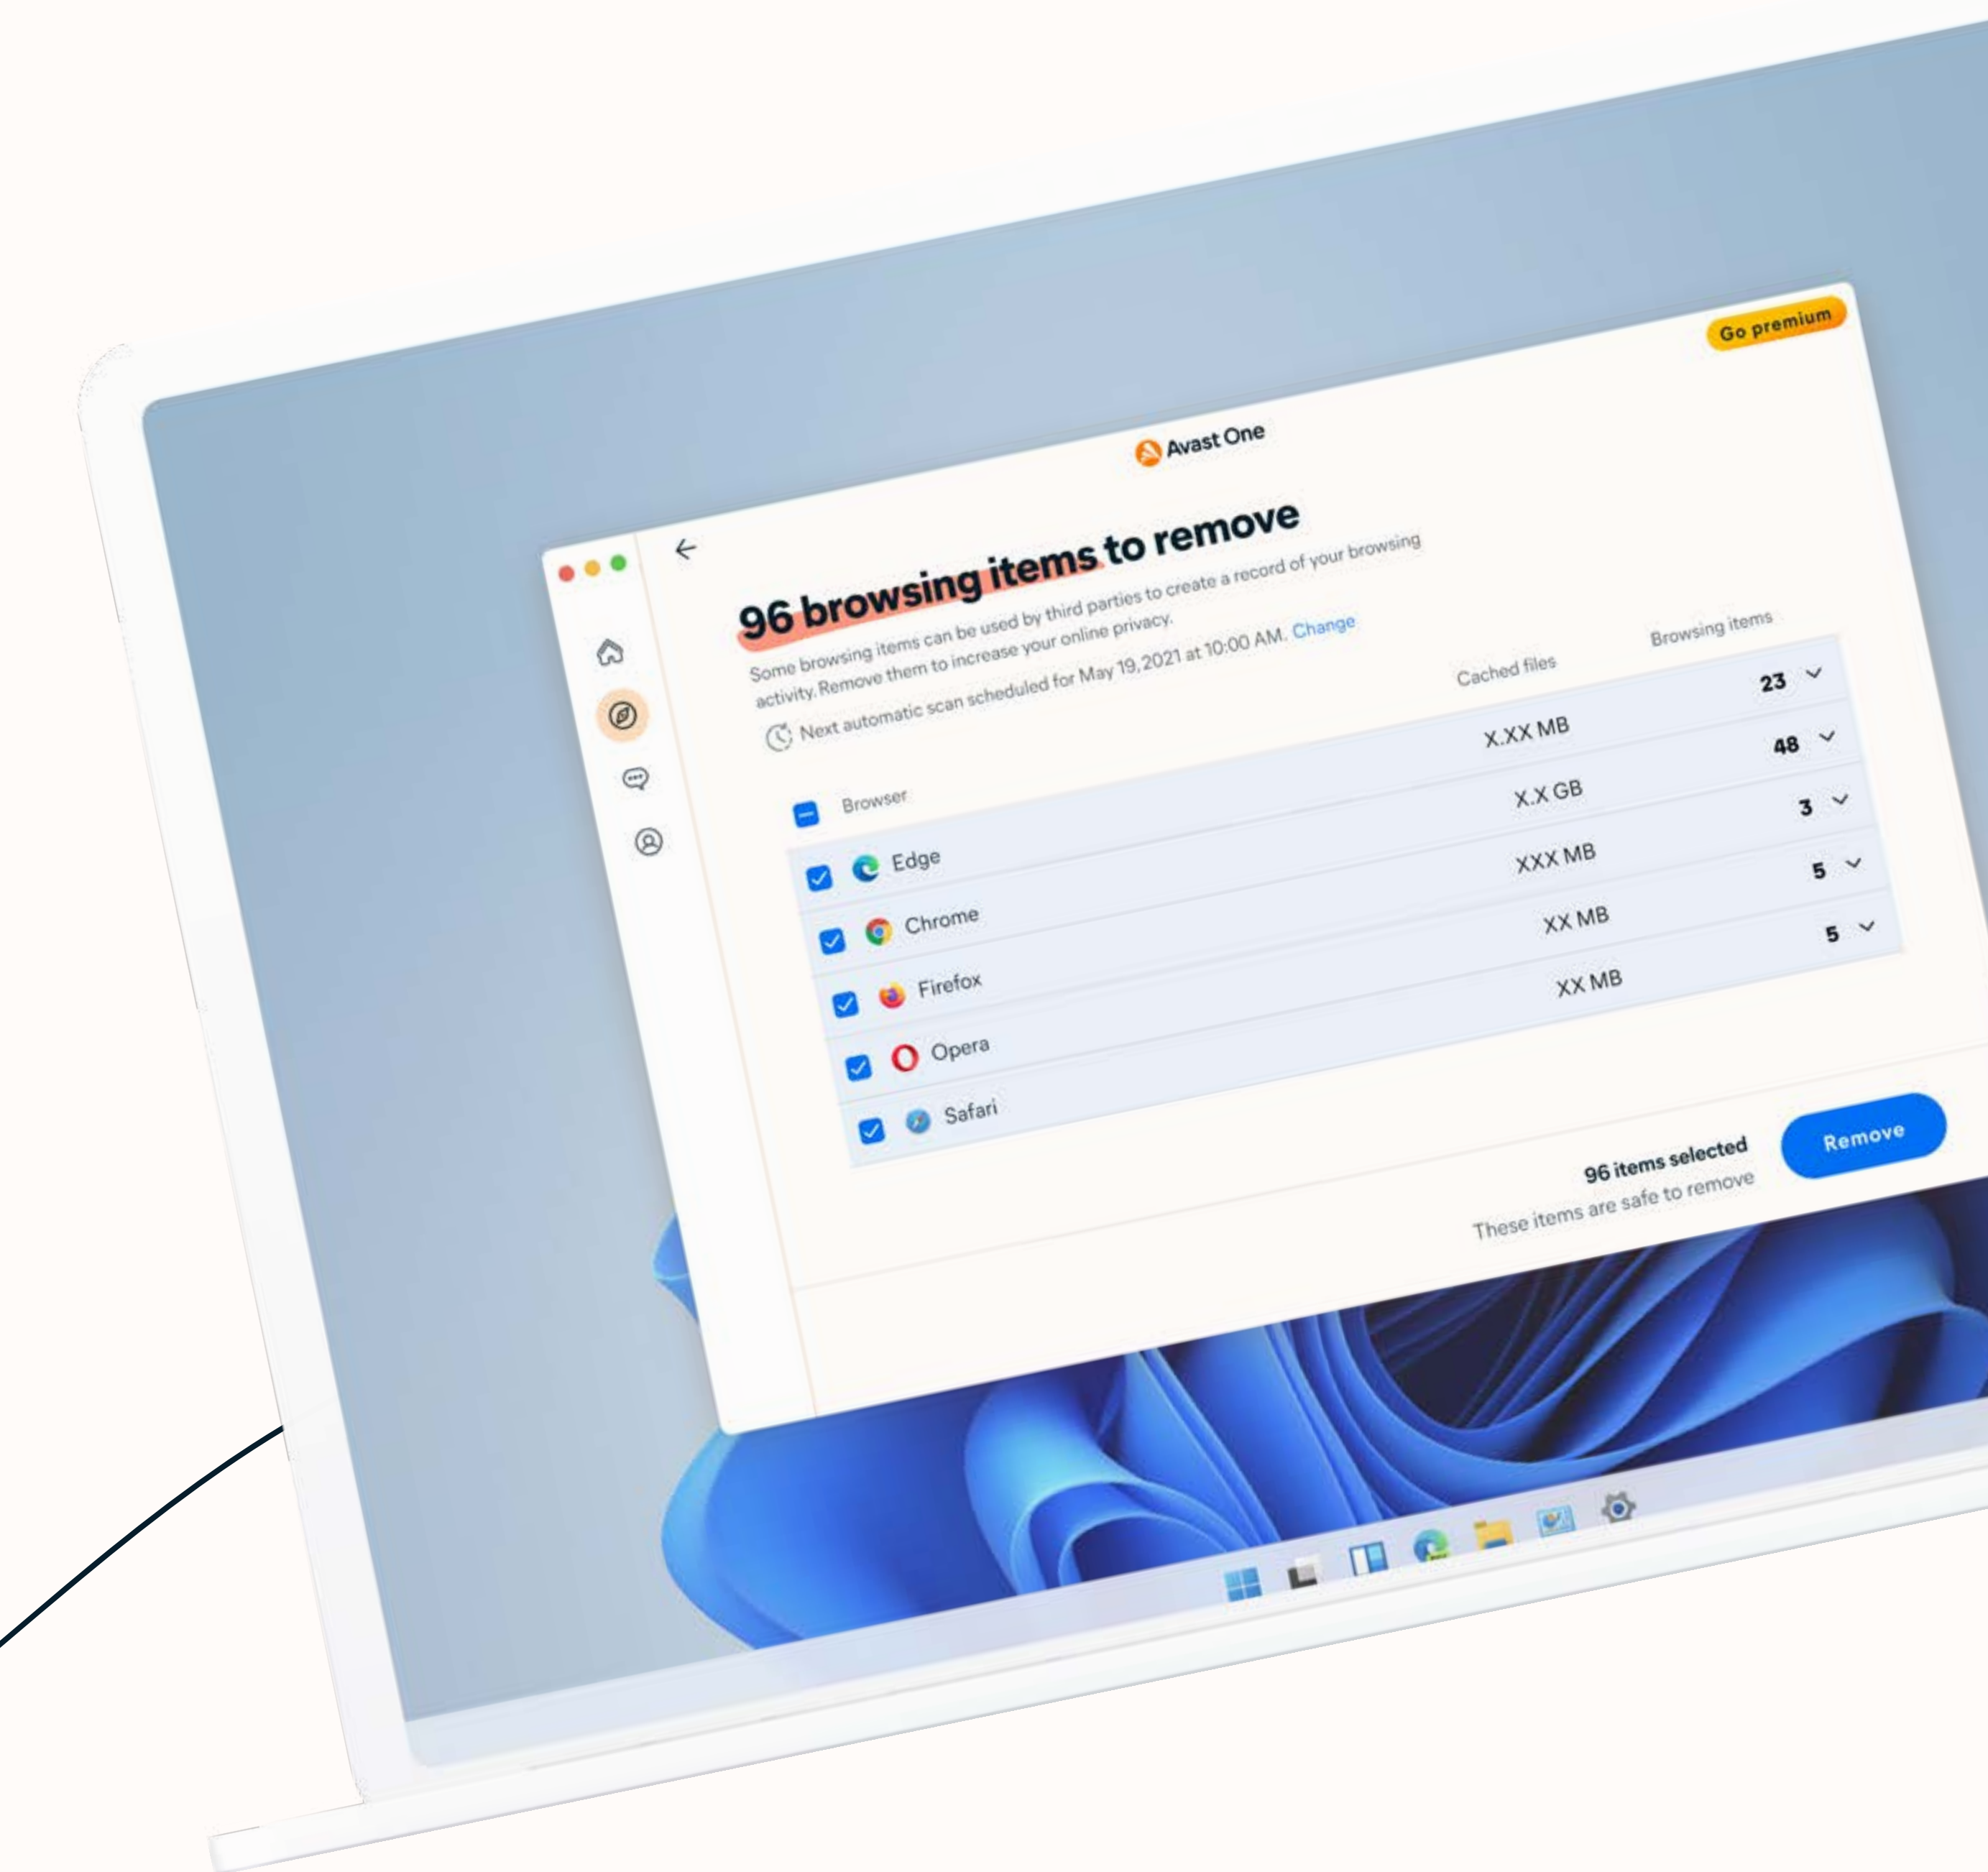 Go premium
Avast One
96 browsing items to remove
Some browsing items can be used by third parties to create a record of your browsing
activity. Remove them to increase your online privacy.
Next automatic scan scheduled for May 19, 2021 at 10:00 AM. Change
Browser Cached files Browsing items
Edge X.XX MB 23
Chrome X.X GB 48
Firefox XXX MB 3
Opera XX MB 5
Safari XX MB 5
96 items selected
These items are safe to remove
Remove